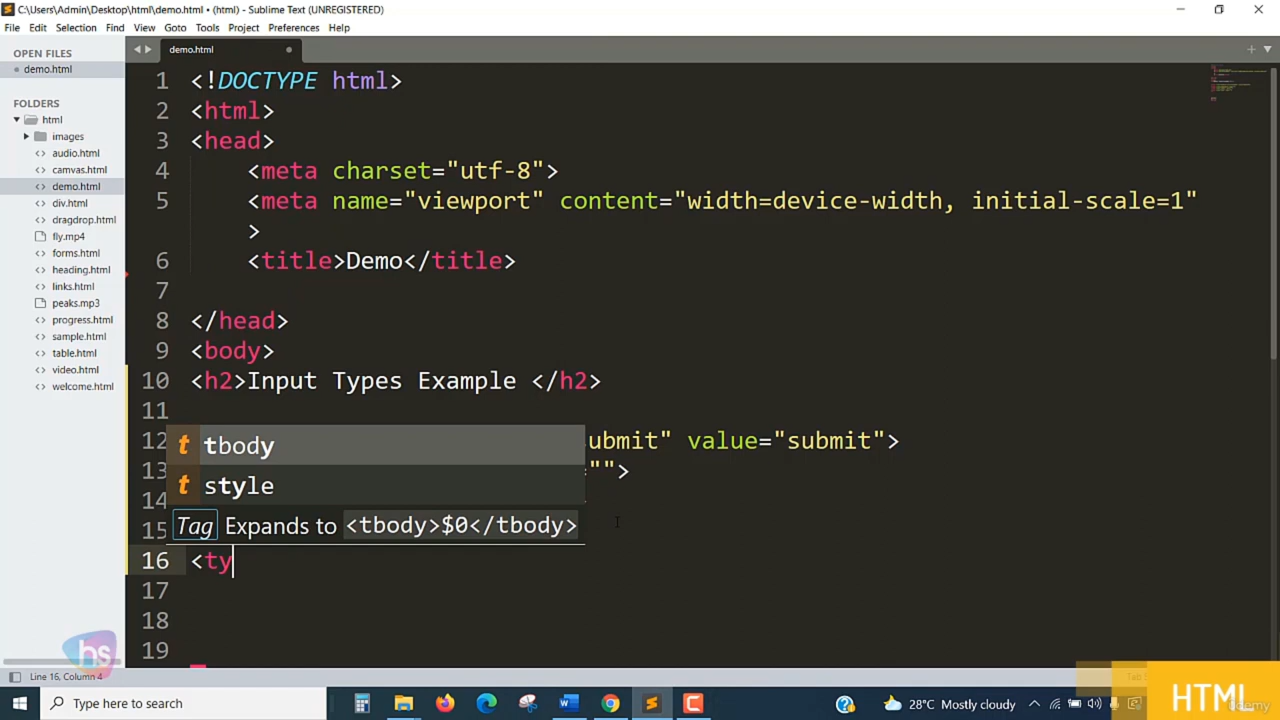 C:\Users\Admin\Desktop\html\demo.html • (html) - Sublime Text (UNREGISTERED)
File Edit Selection Find View Goto Tools Project Preferences Help
OPEN FILES
demo.html
FOLDERS
html
images
audio.html
canvas.html
demo.html
div.html
dragdrop.html
fly.mp4
forms.html
heading.html
links.html
peaks.mp3
progress.html
sample.html
table.html
video.html
welcome.html
demo.html
1 <!DOCTYPE html>
2 <html>
3 <head>
4 <meta charset="utf-8">
5 <meta name="viewport" content="width=device-width, initial-scale=1"
>
6 <title>Demo</title>
7
8 </head>
9 <body>
10 <h2>Input Types Example </h2>
11
12 ubmit" value="submit">
13 "">
14
15
16 <ty
17
18
19
t tbody
t style
Tag Expands to <tbody>$0</tbody>
hs
Line 16, Column 4
Type here to search
28°C Mostly cloudy
HTML
Udemy